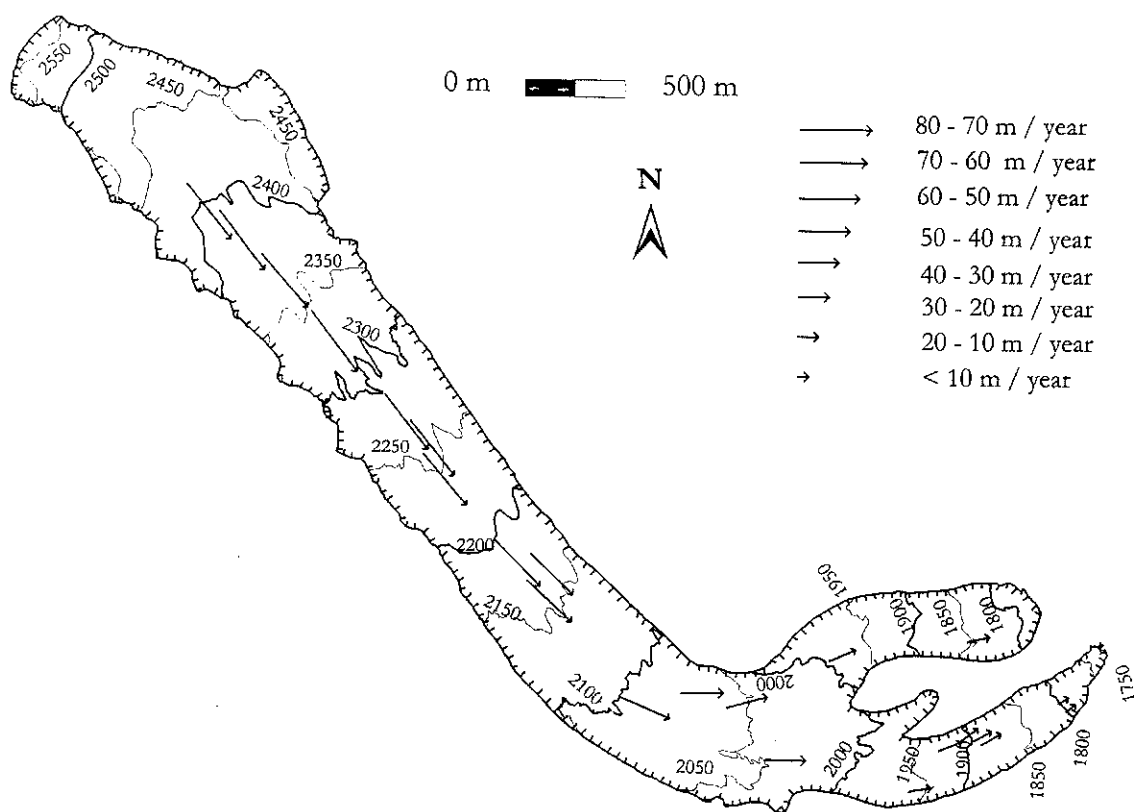 2550
2500
2450
2450
2400
2350
2300
2250
2200
2150
2100
2050
2000
2000
1950
1900
1850
1800
1950
1900
1850
1800
1750
0 m 500 m
N
80 - 70 m / year
70 - 60 m / year
60 - 50 m / year
50 - 40 m / year
40 - 30 m / year
30 - 20 m / year
20 - 10 m / year
< 10 m / year